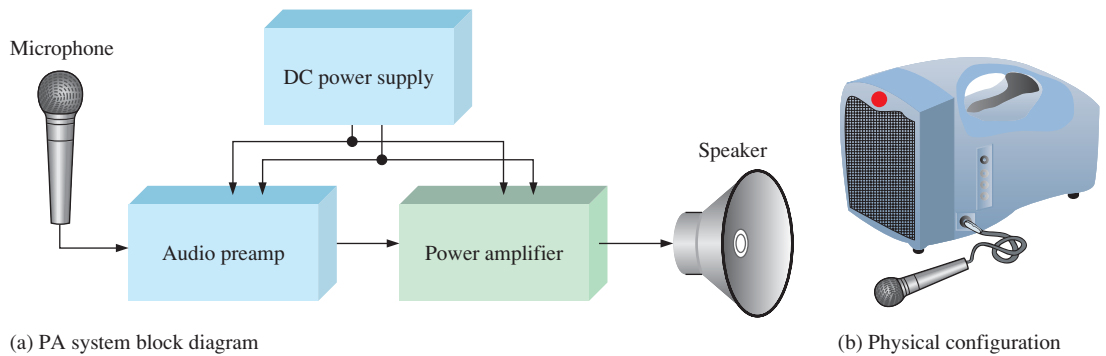 Microphone
DC power supply
Speaker
Audio preamp
Power amplifier
(a) PA system block diagram
(b) Physical configuration